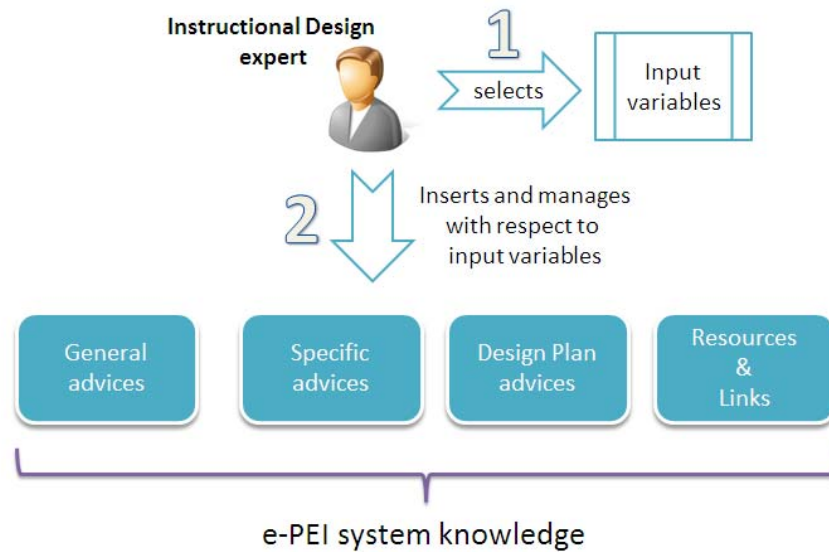 Instructional Design
expert
1
selects
Input
variables
2
Inserts and manages
with respect to
input variables
General
advices
Specific
advices
Design Plan
advices
Resources
&
Links
e-PEI system knowledge